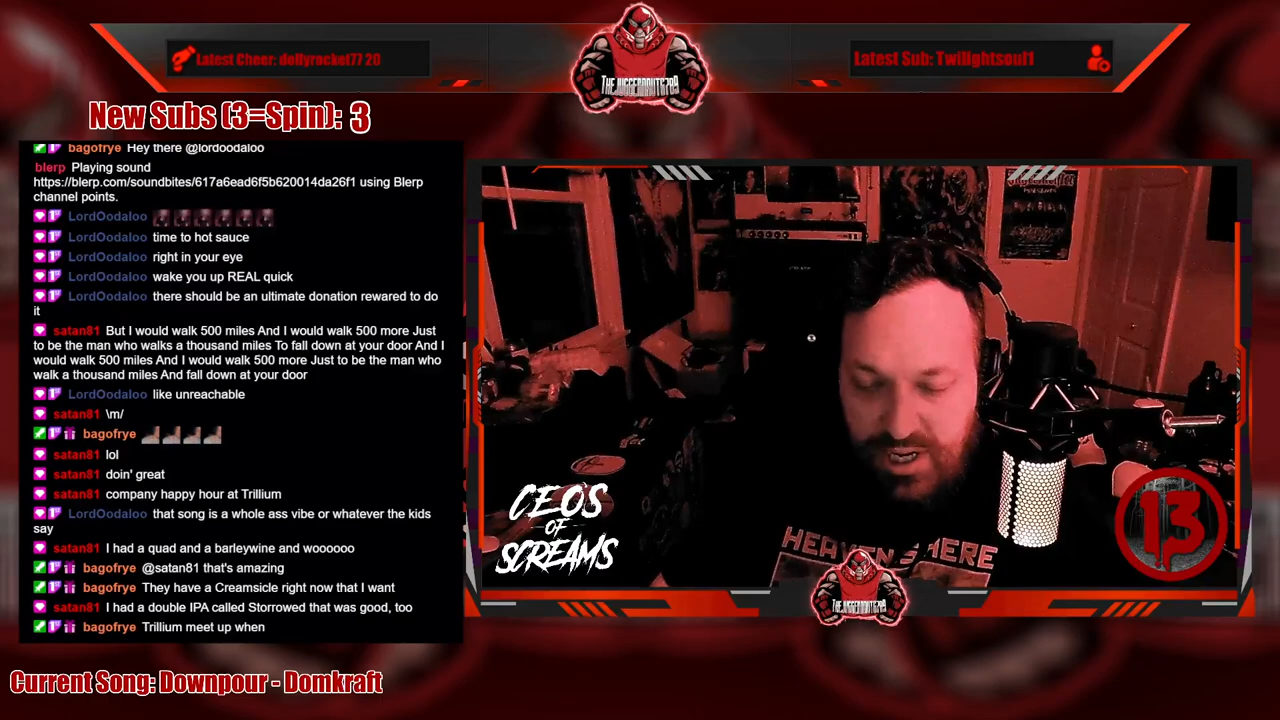 Latest Cheer: dollyrocket77 20
THEJUGGERNAUT6789
Latest Sub: Twilightsoul1
New Subs (3=Spin): 3
bagofrye Hey there @lordoodaloo
blerp Playing sound
https://blerp.com/soundbites/617a6ead6f5b620014da26f1 using Blerp
channel points.
LordOodaloo
LordOodaloo time to hot sauce
LordOodaloo right in your eye
LordOodaloo wake you up REAL quick
LordOodaloo there should be an ultimate donation rewared to do
it
satan81 But I would walk 500 miles And I would walk 500 more Just
to be the man who walks a thousand miles To fall down at your door And I
would walk 500 miles And I would walk 500 more Just to be the man who
walk a thousand miles And fall down at your door
LordOodaloo like unreachable
satan81 \m/
bagofrye
satan81 lol
satan81 doin' great
satan81 company happy hour at Trillium
LordOodaloo that song is a whole ass vibe or whatever the kids
say
satan81 I had a quad and a barleywine and woooooo
bagofrye @satan81 that's amazing
bagofrye They have a Creamsicle right now that I want
satan81 I had a double IPA called Storrowed that was good, too
bagofrye Trillium meet up when
CEOS
OF
SCREAMS
13
HEAVEN'S HERE
Current Song: Downpour - Domkraft